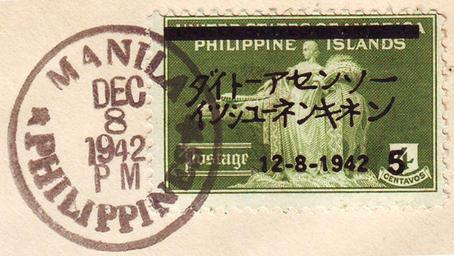 MANILA
DEC
8
1942
PM
PHILIPPINES
UNITED STATES OF AMERICA
PHILIPPINE ISLANDS
ダイトーアセンソー
イッシューネンキネン
Postage
12-8-1942 5
CENTAVOS